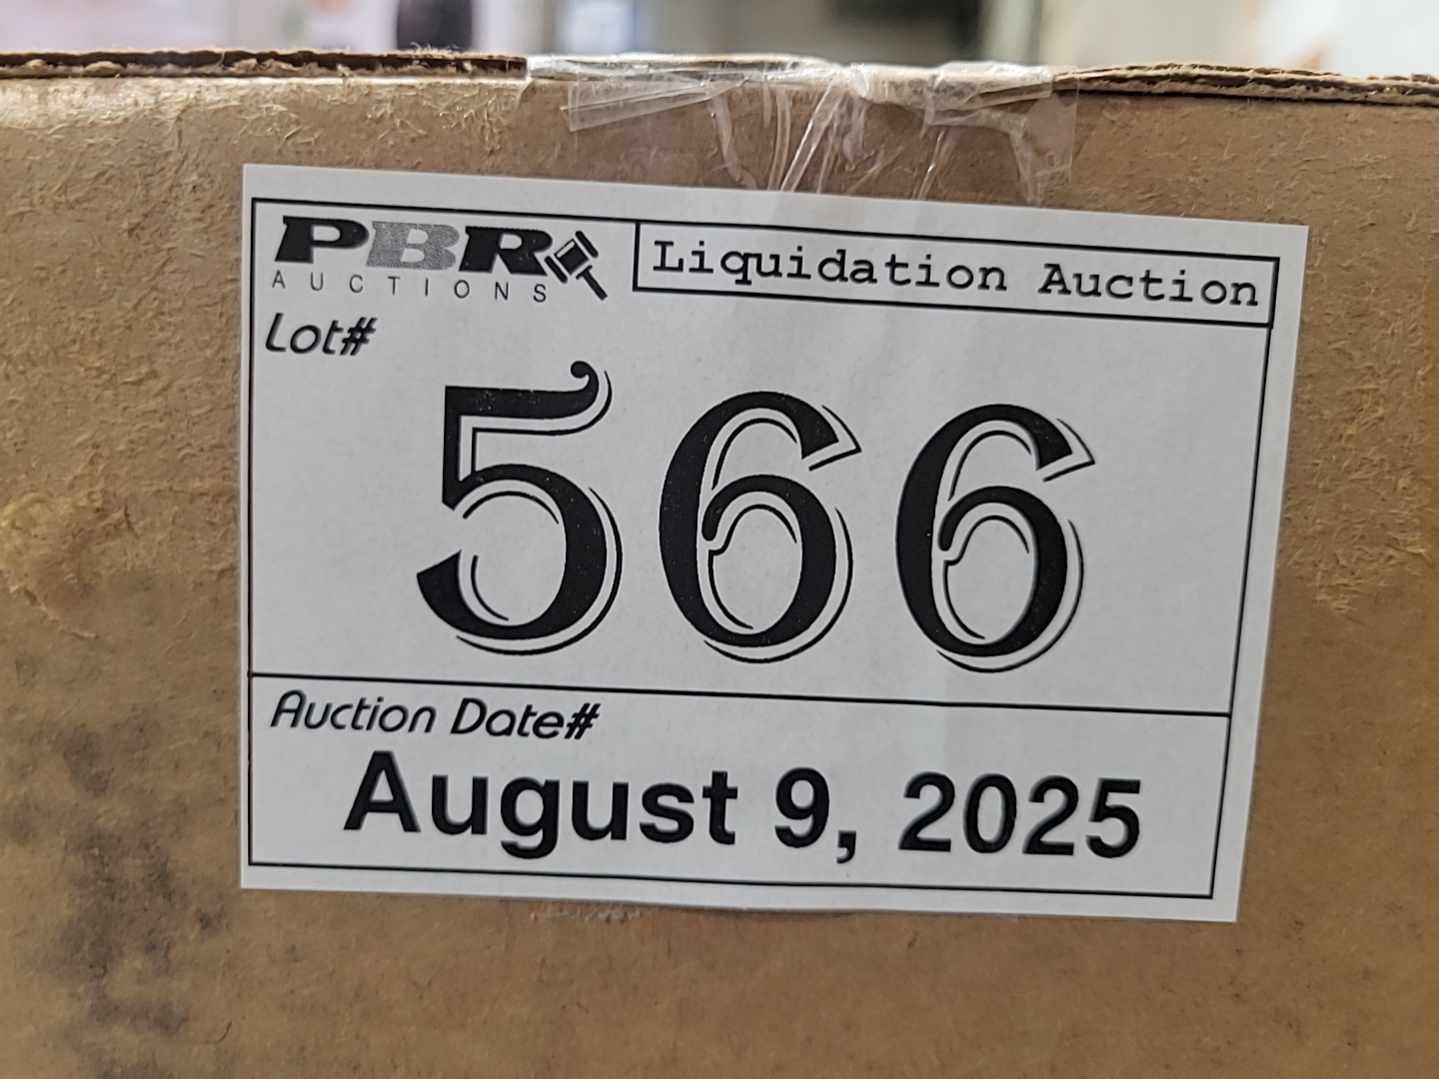 PBR
AUCTIONS
Liquidation Auction
Lot#
566
Auction Date#
August 9, 2025